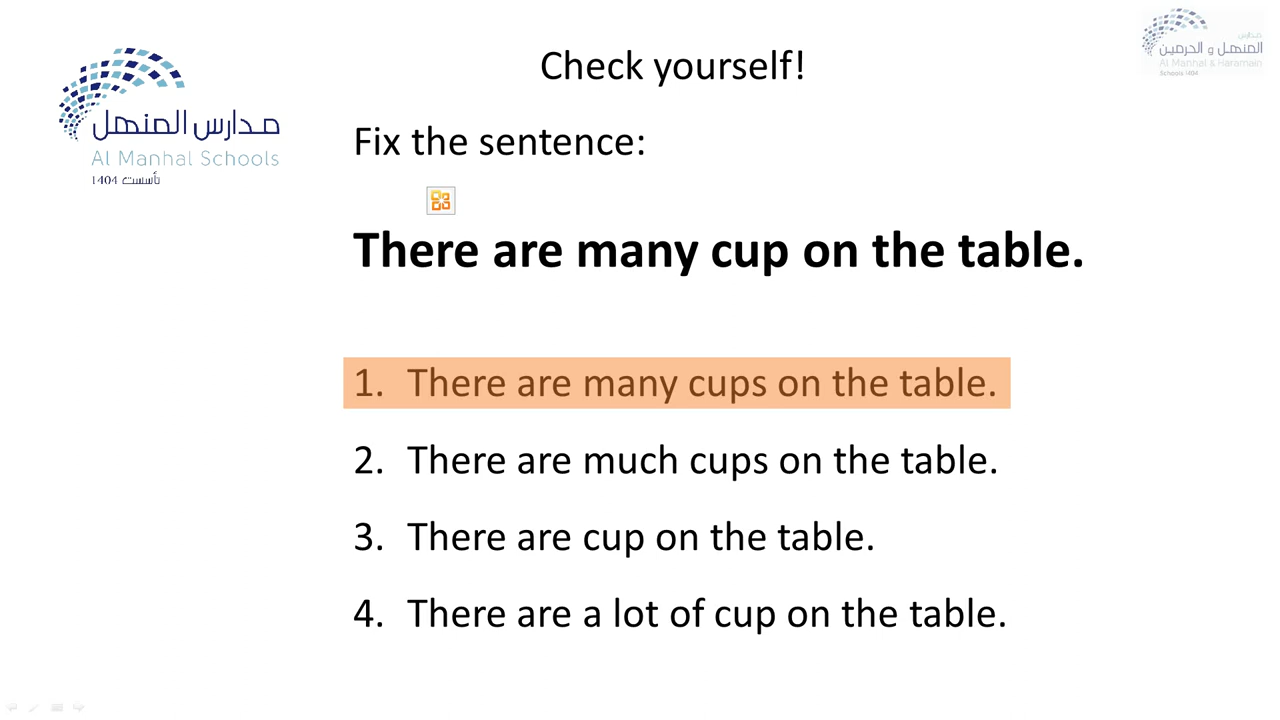 Check yourself!
مدارس
المنهل و الحرمين
Al Manhal & Haramain
Schools 1404
مدارس المنهل
Al Manhal Schools
تأسست 1404
Fix the sentence:
There are many cup on the table.
1. There are many cups on the table.
2. There are much cups on the table.
3. There are cup on the table.
4. There are a lot of cup on the table.